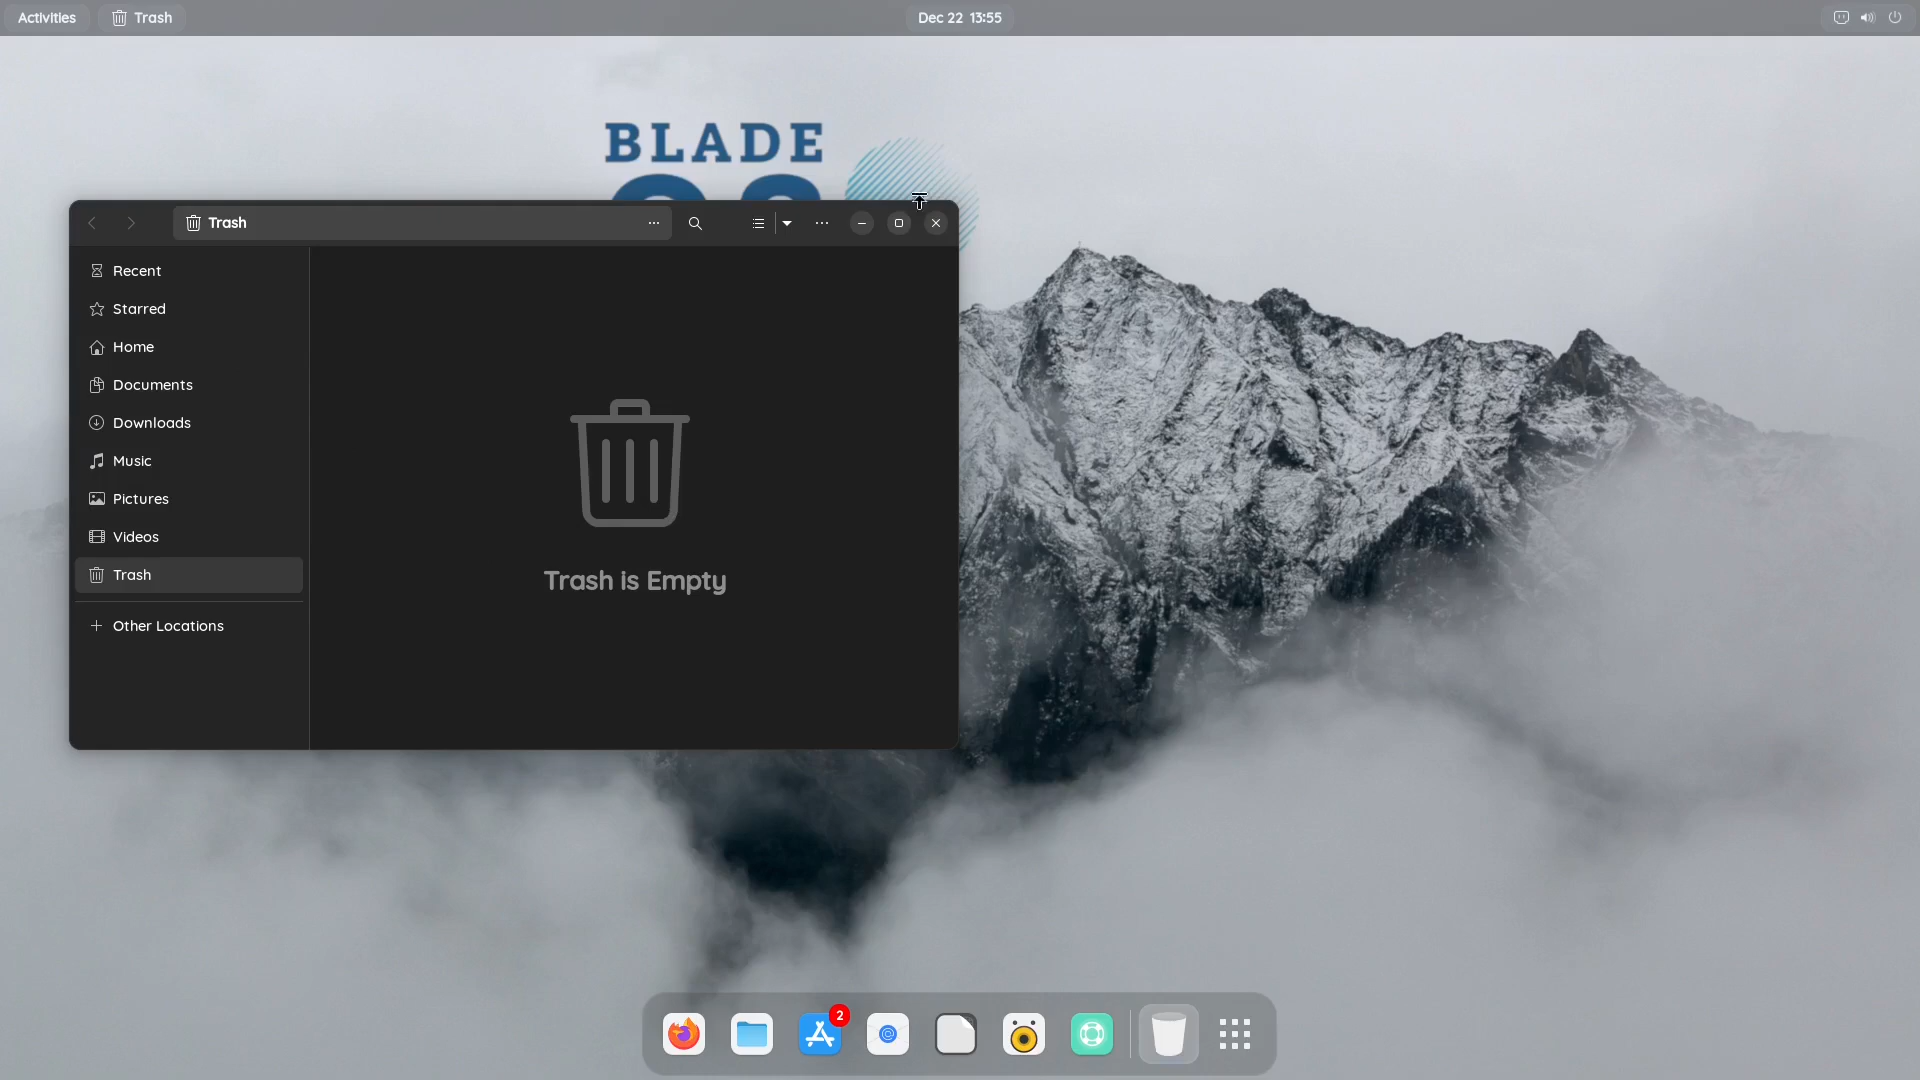 Activities
Trash
Dec 22 13:55
BLADE
Trash
Recent
Starred
Home
Documents
Downloads
Music
Pictures
Videos
Trash
Other Locations
Trash is Empty
2